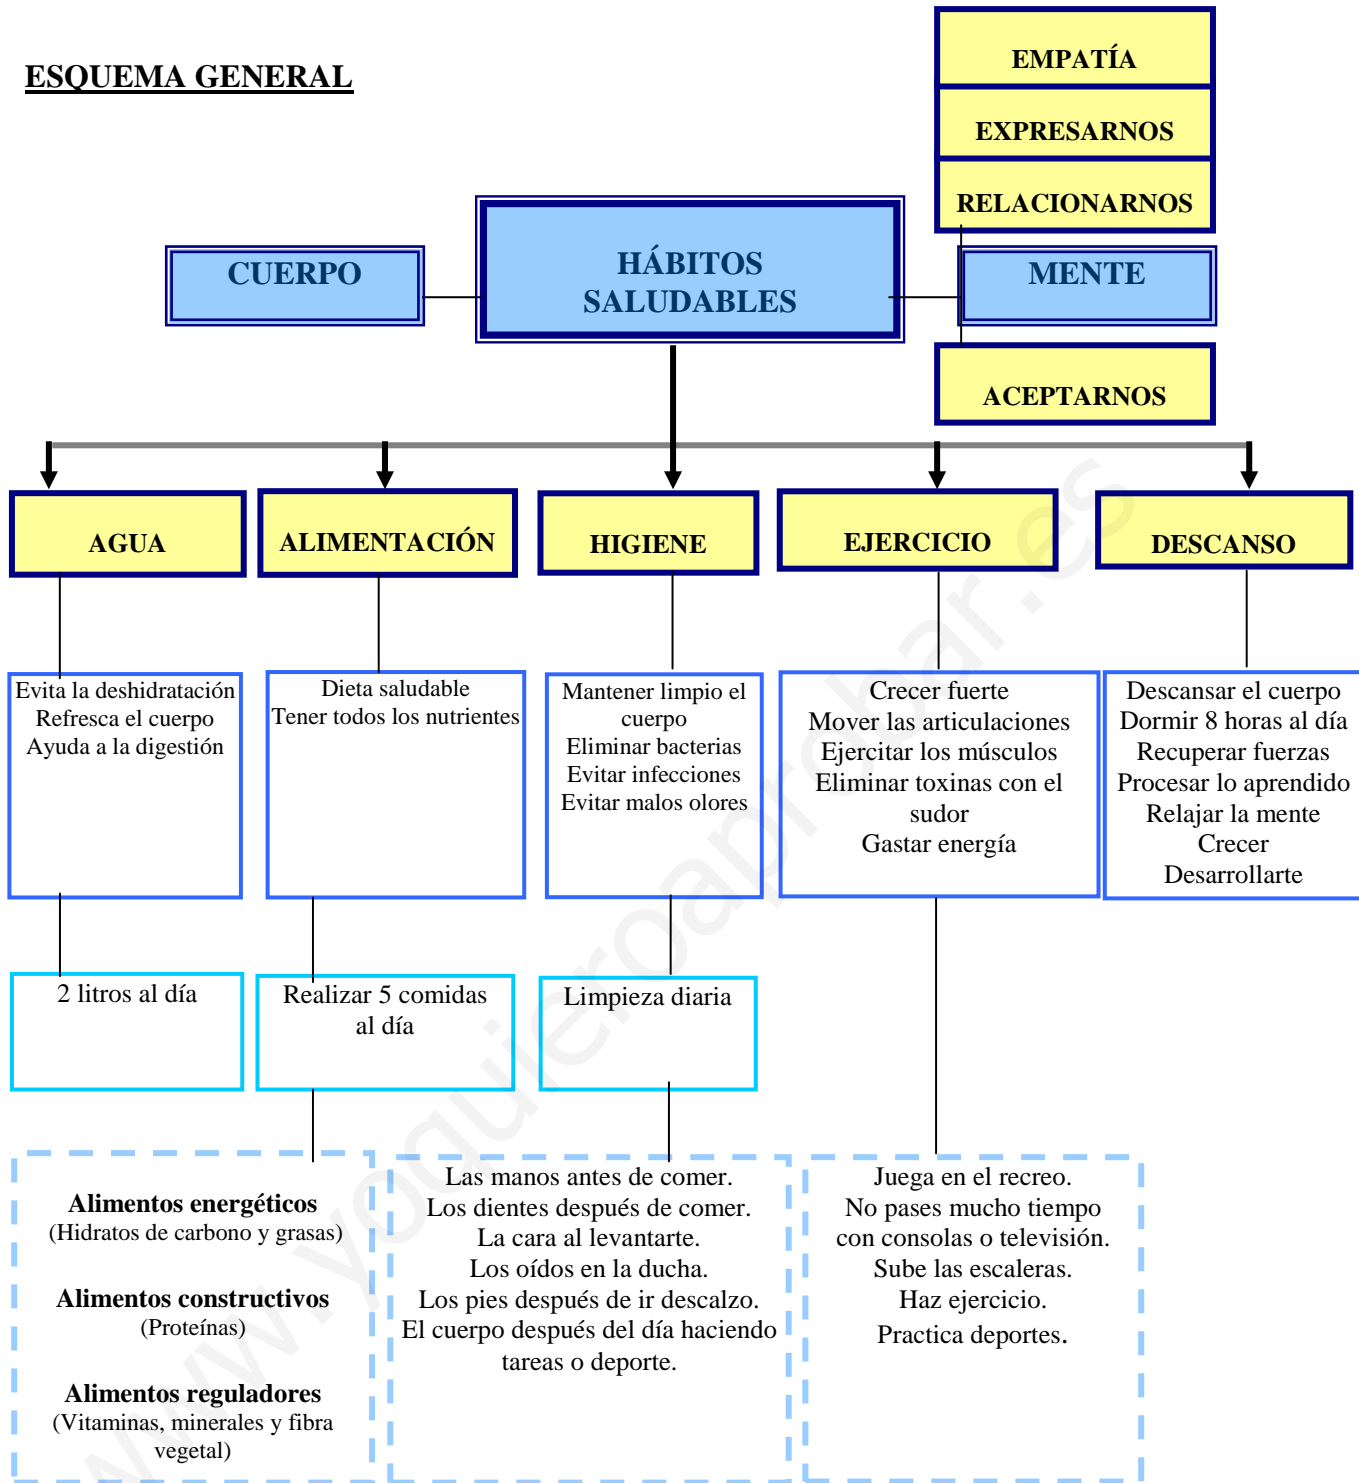 ESQUEMA GENERAL
EMPATÍA
EXPRESARNOS
RELACIONARNOS
CUERPO
HÁBITOS
SALUDABLES
MENTE
ACEPTARNOS
AGUA
ALIMENTACIÓN
HIGIENE
EJERCICIO
DESCANSO
Evita la deshidratación
Refresca el cuerpo
Ayuda a la digestión
Dieta saludable
Tener todos los nutrientes
Mantener limpio el
cuerpo
Eliminar bacterias
Evitar infecciones
Evitar malos olores
Crecer fuerte
Mover las articulaciones
Ejercitar los músculos
Eliminar toxinas con el
sudor
Gastar energía
Descansar el cuerpo
Dormir 8 horas al día
Recuperar fuerzas
Procesar lo aprendido
Relajar la mente
Crecer
Desarrollarte
2 litros al día
Realizar 5 comidas
al día
Limpieza diaria
Alimentos energéticos
(Hidratos de carbono y grasas)
Alimentos constructivos
(Proteínas)
Alimentos reguladores
(Vitaminas, minerales y fibra
vegetal)
Las manos antes de comer.
Los dientes después de comer.
La cara al levantarte.
Los oídos en la ducha.
Los pies después de ir descalzo.
El cuerpo después del día haciendo
tareas o deporte.
Juega en el recreo.
No pases mucho tiempo
con consolas o televisión.
Sube las escaleras.
Haz ejercicio.
Practica deportes.
www.yoquieroaprobar.es